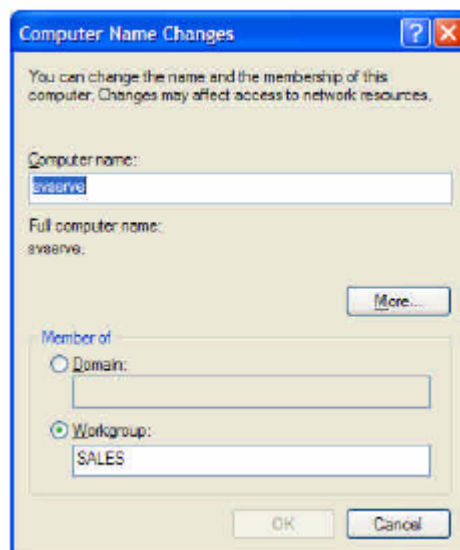 Computer Name Changes
You can change the name and the membership of this
computer. Changes may affect access to network resources.
Computer name:
svserve
Full computer name:
svserve.
More...
Member of
Domain:
Workgroup:
SALES
OK
Cancel